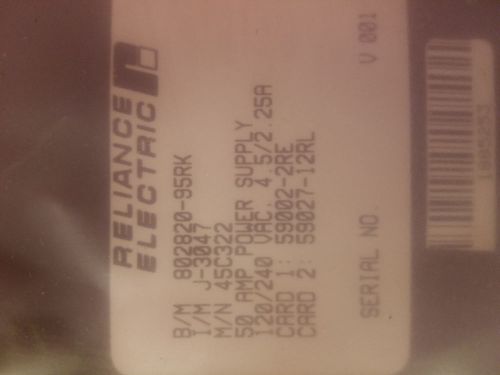 RELIANCE
ELECTRIC
B/M 802820-95RK
I/M J-3047
M/N 45C322
50 AMP POWER SUPPLY
120/240 VAC. 4.5/2.25A
CARD 1: 59002-2RE
CARD 2: 59027-12RL
SERIAL NO. V 001